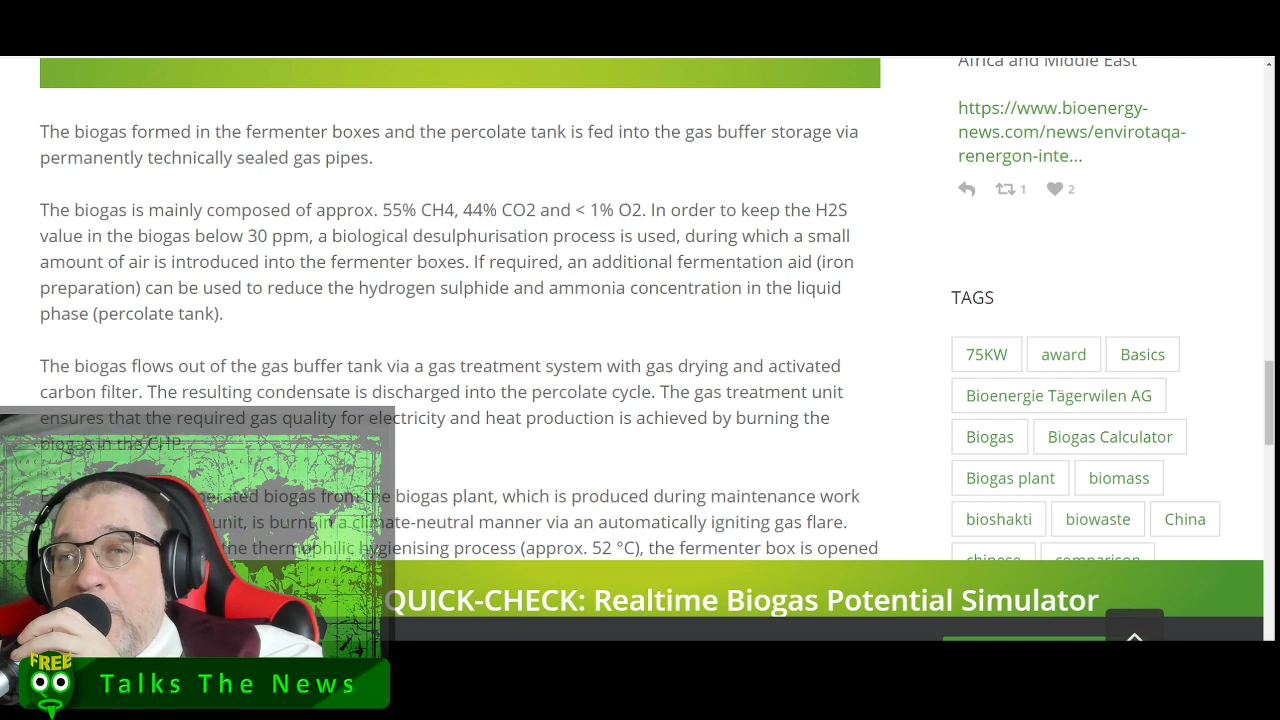 The biogas formed in the fermenter boxes and the percolate tank is fed into the gas buffer storage via
permanently technically sealed gas pipes.
The biogas is mainly composed of approx. 55% CH4, 44% CO2 and < 1% O2. In order to keep the H2S
value in the biogas below 30 ppm, a biological desulphurisation process is used, during which a small
amount of air is introduced into the fermenter boxes. If required, an additional fermentation aid (iron
preparation) can be used to reduce the hydrogen sulphide and ammonia concentration in the liquid
phase (percolate tank).
The biogas flows out of the gas buffer tank via a gas treatment system with gas drying and activated
carbon filter. The resulting condensate is discharged into the percolate cycle. The gas treatment unit
ensures that the required gas quality for electricity and heat production is achieved by burning the
biogas in the CHP.
biogas from the biogas plant, which is produced during maintenance work
unit, is burnt in a climate-neutral manner via an automatically igniting gas flare.
the thermophilic hygienising process (approx. 52 °C), the fermenter box is opened
Africa and Middle East
https://www.bioenergy-
news.com/news/envirotaqa-
renergon-inte...
1
2
TAGS
75KW
award
Basics
Bioenergie Tägerwilen AG
Biogas
Biogas Calculator
Biogas plant
biomass
bioshakti
biowaste
China
chinese
comparison
QUICK-CHECK: Realtime Biogas Potential Simulator
FREE
Talks The News